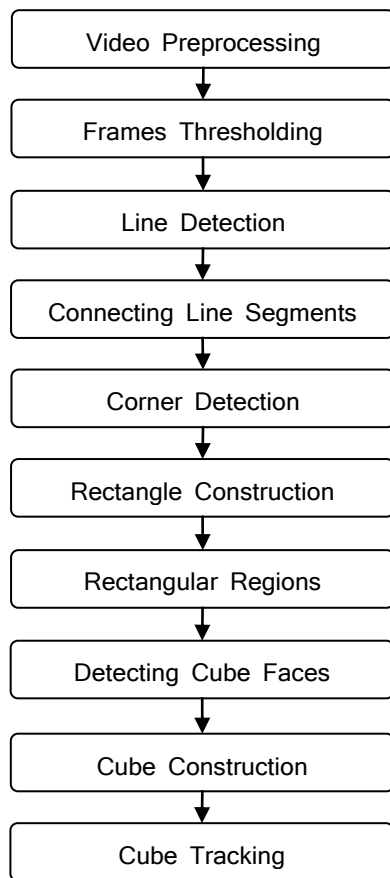 Video Preprocessing
Frames Thresholding
Line Detection
Connecting Line Segments
Corner Detection
Rectangle Construction
Rectangular Regions
Detecting Cube Faces
Cube Construction
Cube Tracking